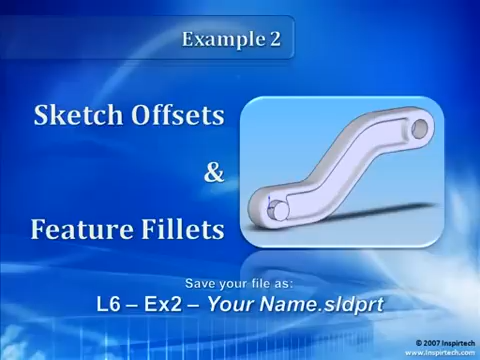 Example 2
Sketch Offsets
&
Feature Fillets
Save your file as:
L6 – Ex2 – Your Name.sldprt
© 2007 Inspirtech
www.inspirtech.com